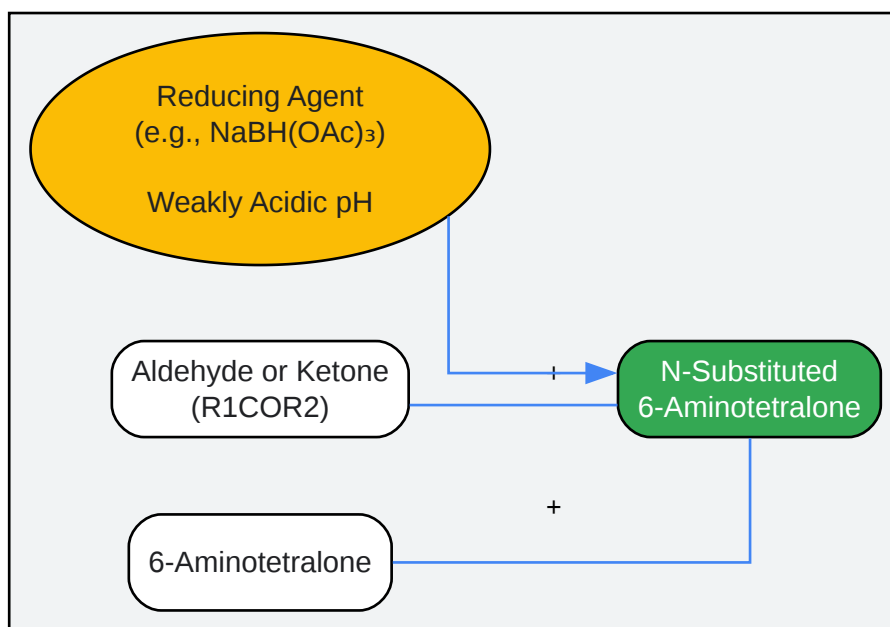 Reducing Agent
(e.g., NaBH(OAc)₃)
Weakly Acidic pH
Aldehyde or Ketone
(R1COR2)
+
N-Substituted
6-Aminotetralone
+
6-Aminotetralone